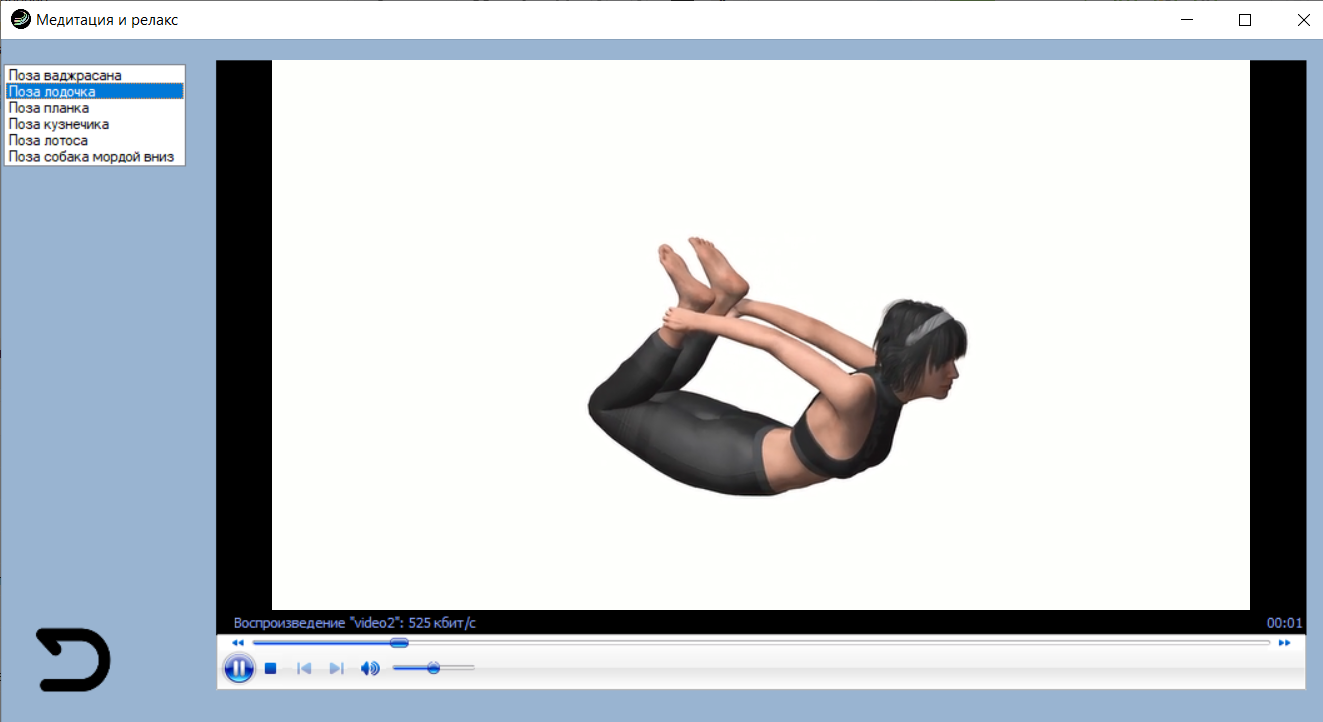 Медитация и релакс
Поза ваджрасана
Поза лодочка
Поза планка
Поза кузнечика
Поза лотоса
Поза собака мордой вниз
Воспроизведение "video2": 525 кбит/с
00:01